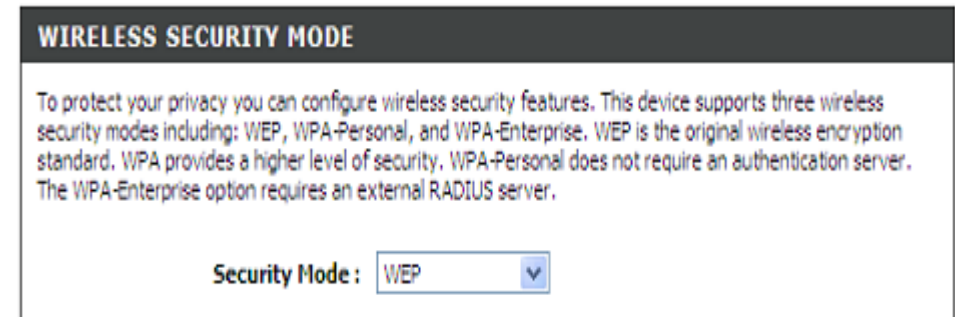 WIRELESS SECURITY MODE
To protect your privacy you can configure wireless security features. This device supports three wireless
security modes including: WEP, WPA-Personal, and WPA-Enterprise. WEP is the original wireless encryption
standard. WPA provides a higher level of security. WPA-Personal does not require an authentication server.
The WPA-Enterprise option requires an external RADIUS server.
Security Mode : WEP